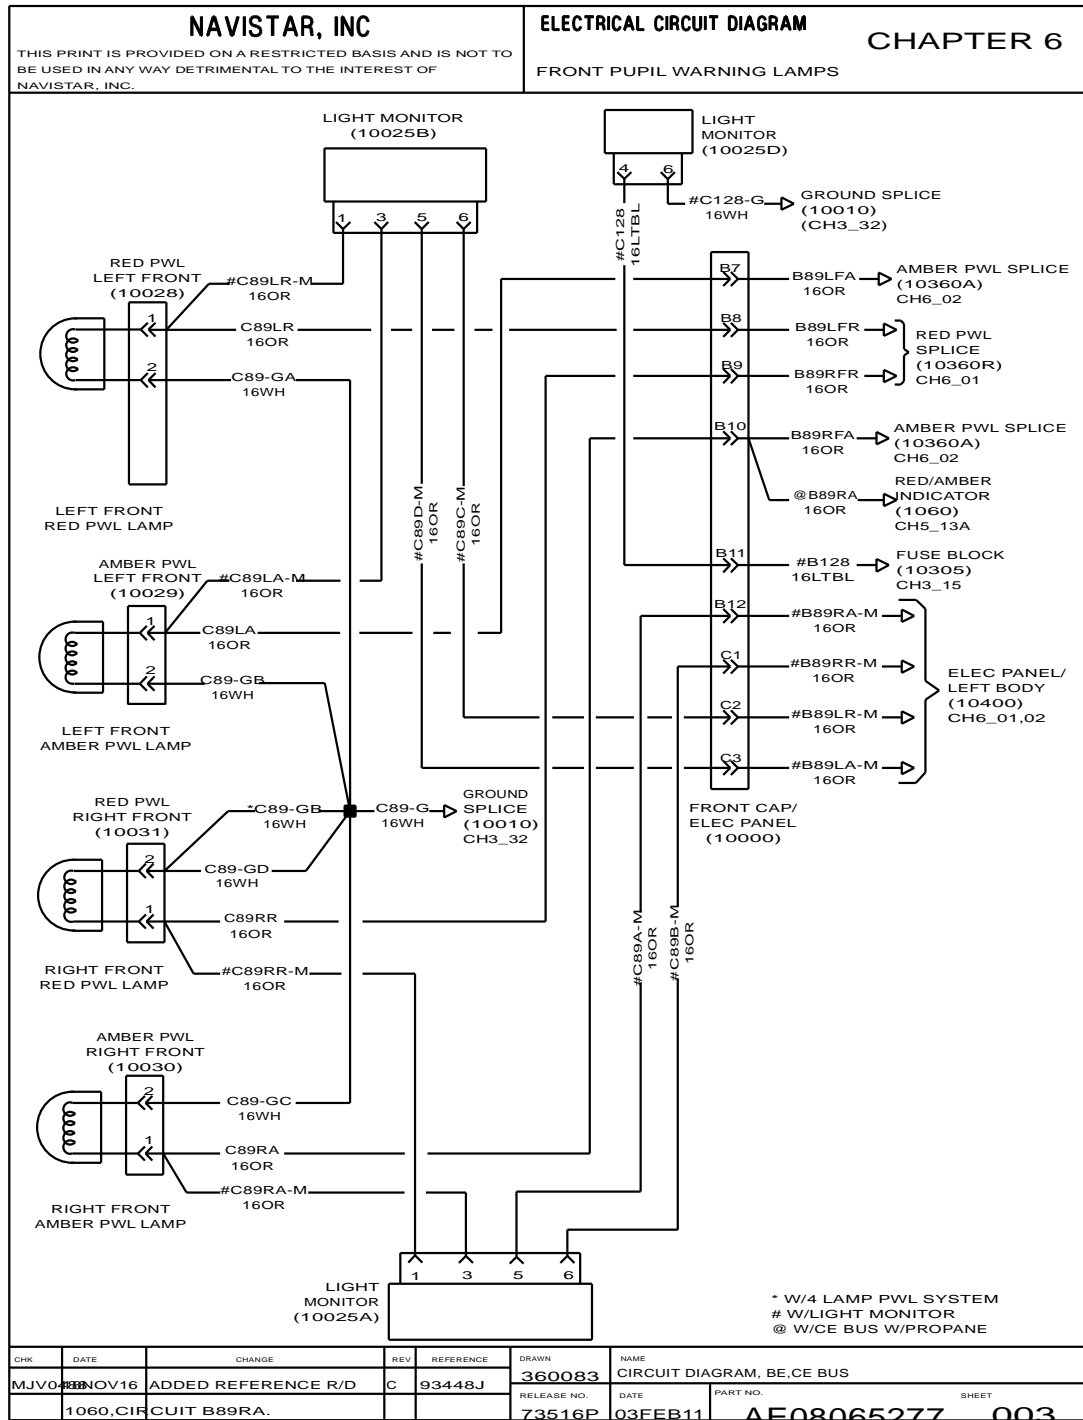 NAVISTAR, INC
THIS PRINT IS PROVIDED ON A RESTRICTED BASIS AND IS NOT TO
BE USED IN ANY WAY DETRIMENTAL TO THE INTEREST OF
NAVISTAR, INC.
ELECTRICAL CIRCUIT DIAGRAM
CHAPTER 6
FRONT PUPIL WARNING LAMPS
LIGHT MONITOR
(10025B)
1 3 5 6
LIGHT
MONITOR
(10025D)
4 6
#C128-G
16WH
GROUND SPLICE
(10010)
(CH3_32)
#C128
16LTBL
RED PWL
LEFT FRONT
(10028)
#C89LR-M
16OR
1
C89LR
16OR
2
C89-GA
16WH
LEFT FRONT
RED PWL LAMP
B7
B89LFA
16OR
AMBER PWL SPLICE
(10360A)
CH6_02
B8
B89LFR
16OR
B9
B89RFR
16OR
RED PWL
SPLICE
(10360R)
CH6_01
B10
B89RFA
16OR
AMBER PWL SPLICE
(10360A)
CH6_02
@B89RA
16OR
RED/AMBER
INDICATOR
(1060)
CH5_13A
#C89D-M
16OR
#C89C-M
16OR
B11
#B128
16LTBL
FUSE BLOCK
(10305)
CH3_15
B12
#B89RA-M
16OR
C1
#B89RR-M
16OR
C2
#B89LR-M
16OR
C3
#B89LA-M
16OR
ELEC PANEL/
LEFT BODY
(10400)
CH6_01,02
FRONT CAP/
ELEC PANEL
(10000)
AMBER PWL
LEFT FRONT
(10029)
#C89LA-M
16OR
1
C89LA
16OR
2
C89-GB
16WH
LEFT FRONT
AMBER PWL LAMP
RED PWL
RIGHT FRONT
(10031)
*C89-GB
16WH
C89-G
16WH
GROUND
SPLICE
(10010)
CH3_32
2
C89-GD
16WH
1
C89RR
16OR
#C89RR-M
16OR
RIGHT FRONT
RED PWL LAMP
#C89A-M
16OR
#C89B-M
16OR
AMBER PWL
RIGHT FRONT
(10030)
2
C89-GC
16WH
1
C89RA
16OR
#C89RA-M
16OR
RIGHT FRONT
AMBER PWL LAMP
1 3 5 6
LIGHT
MONITOR
(10025A)
* W/4 LAMP PWL SYSTEM
# W/LIGHT MONITOR
@ W/CE BUS W/PROPANE
CHK DATE CHANGE REV REFERENCE
ADDED REFERENCE R/D C 93448J
1060,CIRCUIT B89RA.
DRAWN
360083
NAME
CIRCUIT DIAGRAM, BE,CE BUS
RELEASE NO.
73516P
DATE
03FEB11
PART NO.
AE08065277
SHEET
003